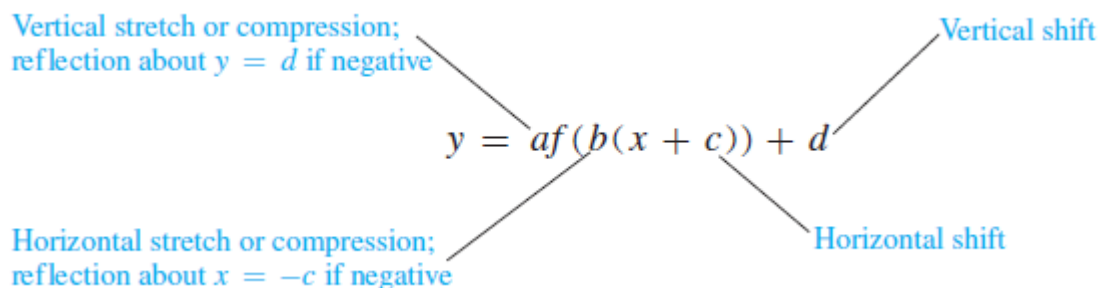 Vertical stretch or compression;
reflection about y = d if negative
Vertical shift
y = af(b(x + c)) + d
Horizontal stretch or compression;
reflection about x = −c if negative
Horizontal shift